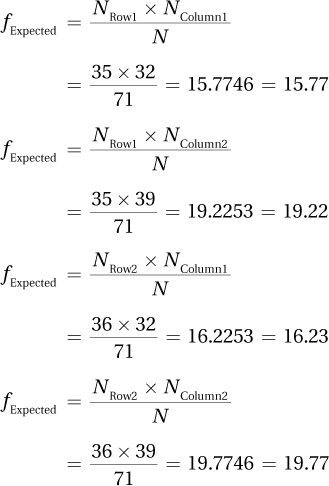 f_Expected = (N_Row1 × N_Column1) / N
= (35 × 32) / 71 = 15.7746 = 15.77
f_Expected = (N_Row1 × N_Column2) / N
= (35 × 39) / 71 = 19.2253 = 19.22
f_Expected = (N_Row2 × N_Column1) / N
= (36 × 32) / 71 = 16.2253 = 16.23
f_Expected = (N_Row2 × N_Column2) / N
= (36 × 39) / 71 = 19.7746 = 19.77